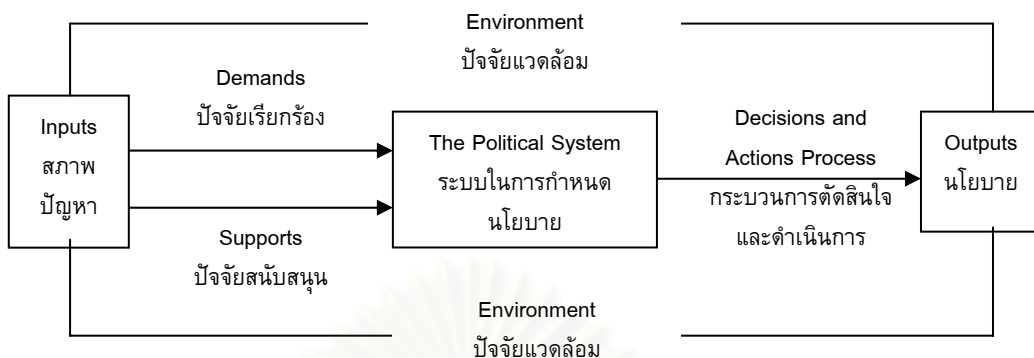 Environment
ปัจจัยแวดล้อม
Demands
ปัจจัยเรียกร้อง
Inputs
สภาพ
ปัญหา
Supports
ปัจจัยสนับสนุน
The Political System
ระบบในการกำหนด
นโยบาย
Decisions and
Actions Process
กระบวนการตัดสินใจ
และดำเนินการ
Outputs
นโยบาย
Environment
ปัจจัยแวดล้อม